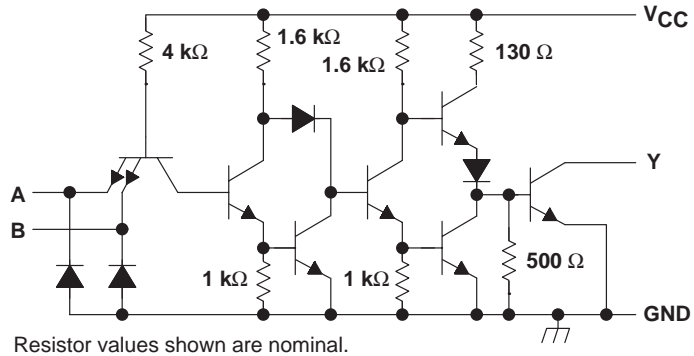 VCC
4 kΩ
1.6 kΩ
1.6 kΩ
130 Ω
A
B
Y
1 kΩ
1 kΩ
500 Ω
GND
Resistor values shown are nominal.